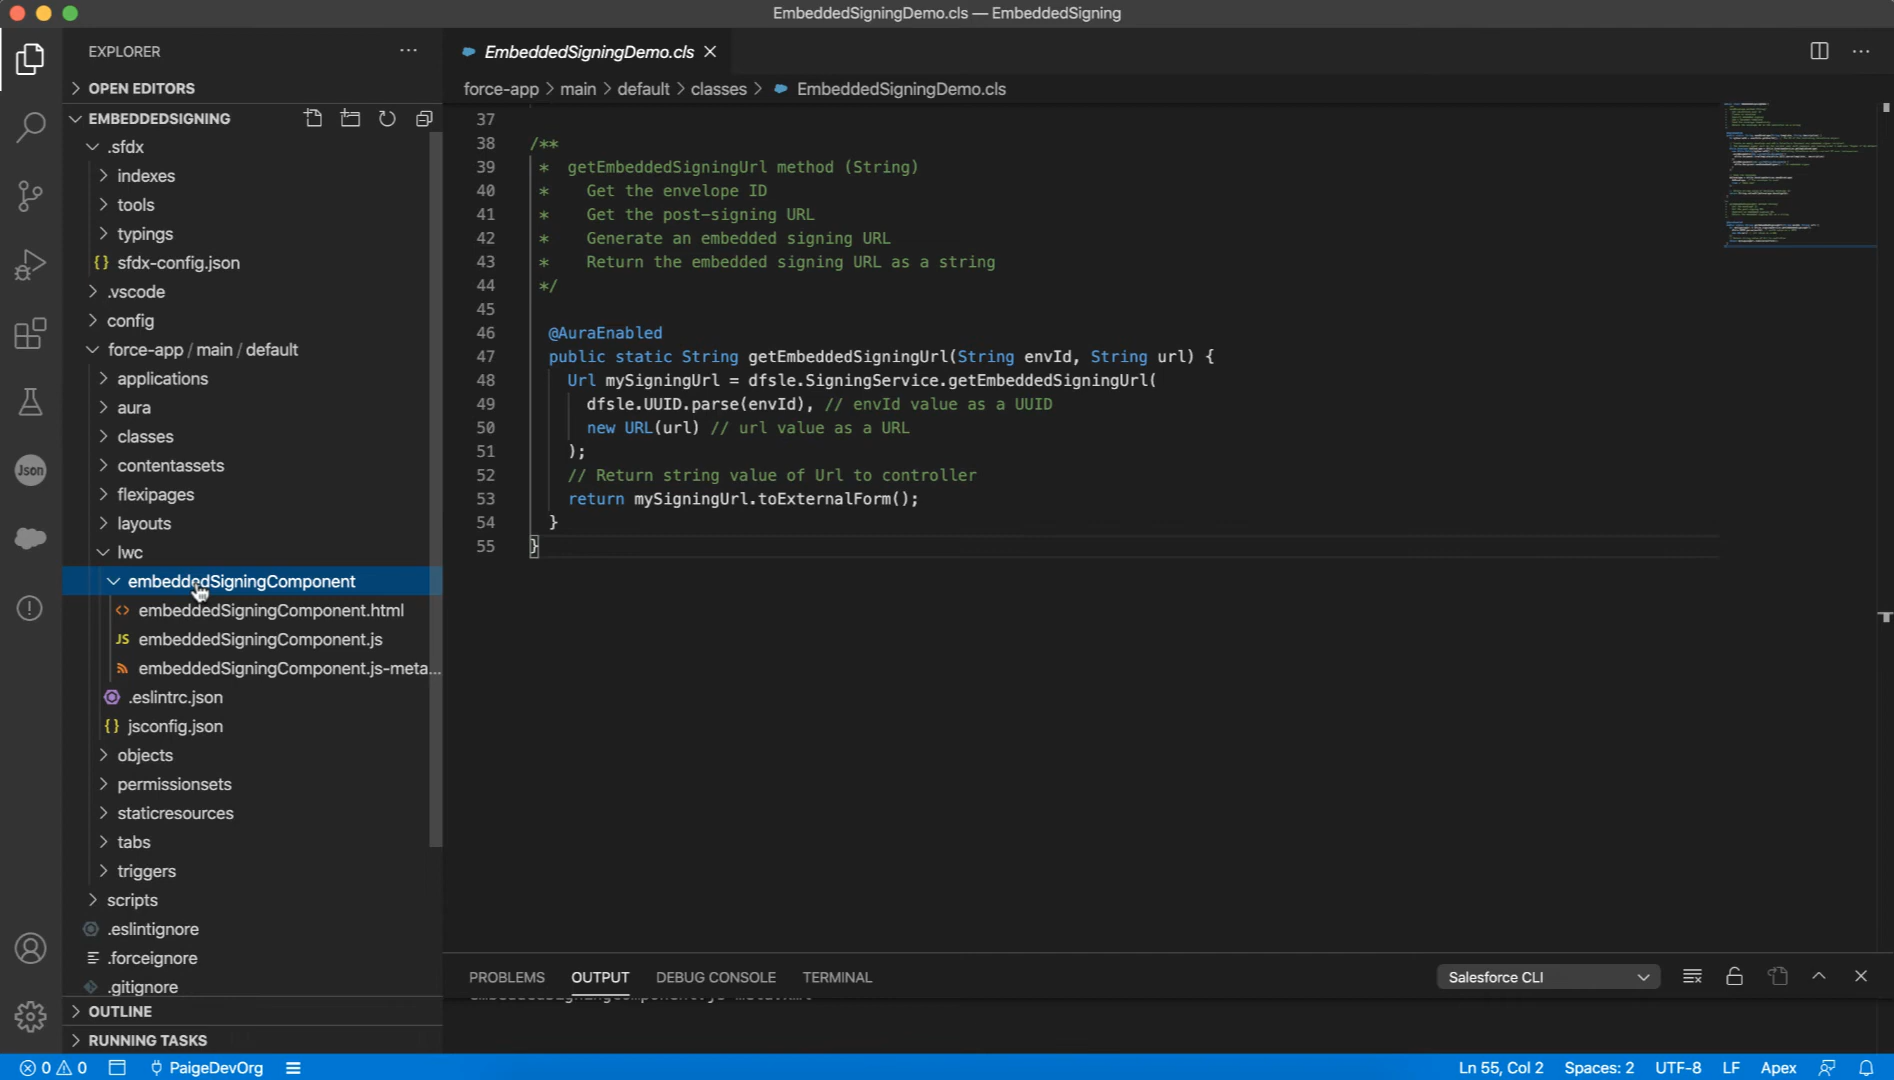 EmbeddedSigningDemo.cls — EmbeddedSigning
EXPLORER
OPEN EDITORS
EMBEDDEDSIGNING
.sfdx
indexes
tools
typings
{} sfdx-config.json
.vscode
config
force-app / main / default
applications
aura
classes
contentassets
flexipages
layouts
lwc
embeddedSigningComponent
<> embeddedSigningComponent.html
JS embeddedSigningComponent.js
embeddedSigningComponent.js-meta...
.eslintrc.json
{} jsconfig.json
objects
permissionsets
staticresources
tabs
triggers
scripts
.eslintignore
.forceignore
.gitignore
OUTLINE
RUNNING TASKS
Json
EmbeddedSigningDemo.cls
force-app > main > default > classes > EmbeddedSigningDemo.cls
37
38 /**
39 * getEmbeddedSigningUrl method (String)
40 * Get the envelope ID
41 * Get the post-signing URL
42 * Generate an embedded signing URL
43 * Return the embedded signing URL as a string
44 */
45
46 @AuraEnabled
47 public static String getEmbeddedSigningUrl(String envId, String url) {
48 Url mySigningUrl = dfsle.SigningService.getEmbeddedSigningUrl(
49 dfsle.UUID.parse(envId), // envId value as a UUID
50 new URL(url) // url value as a URL
51 );
52 // Return string value of Url to controller
53 return mySigningUrl.toExternalForm();
54 }
55 }
PROBLEMS OUTPUT DEBUG CONSOLE TERMINAL Salesforce CLI
0 0 PaigeDevOrg Ln 55, Col 2 Spaces: 2 UTF-8 LF Apex